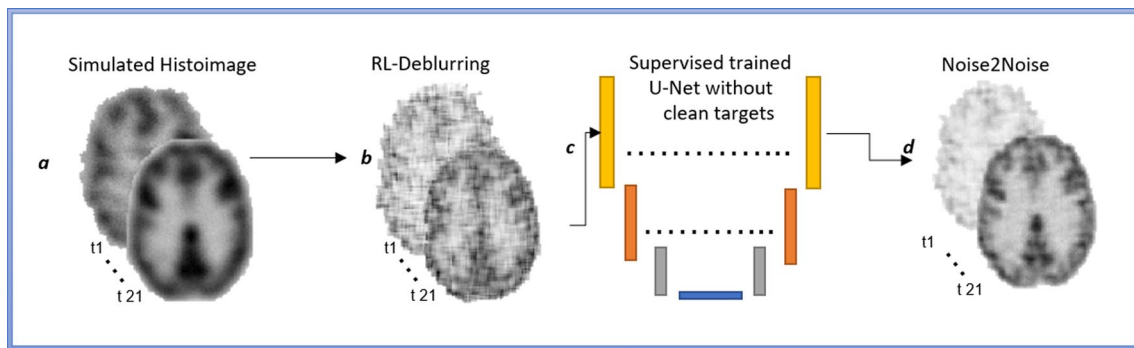 Simulated Histoimage
RL-Deblurring
Supervised trained
U-Net without
clean targets
Noise2Noise
a
b
c
d
t1
t 21
t1
t 21
t1
t 21